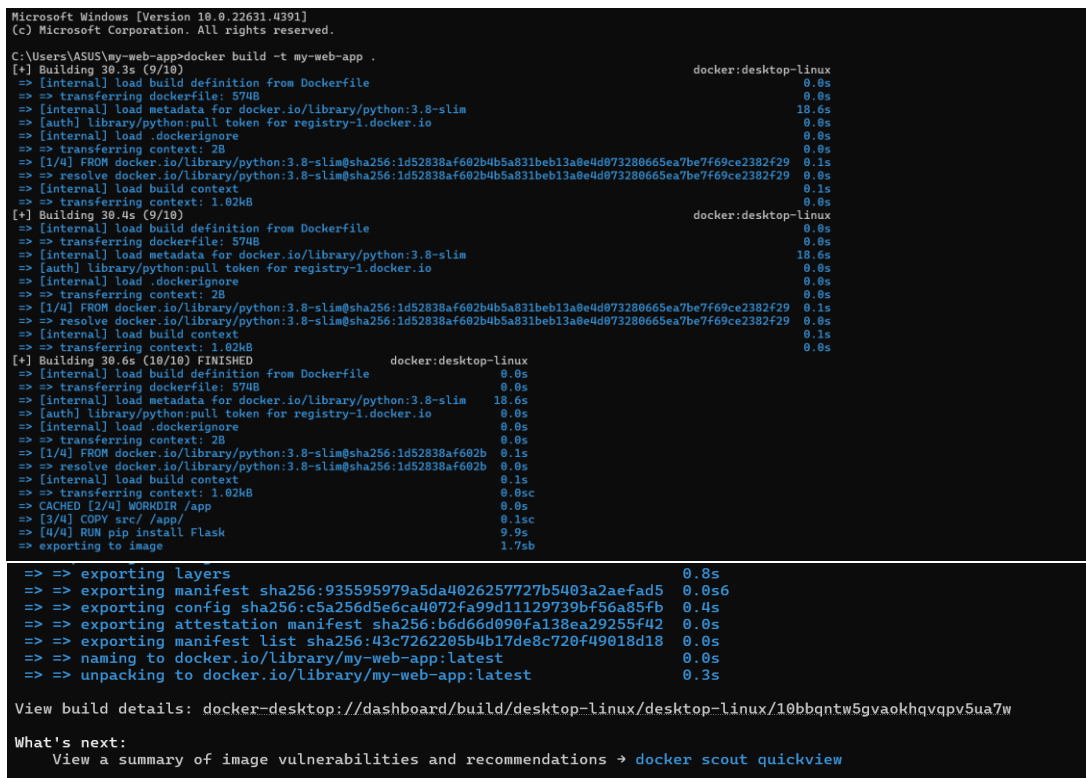 Microsoft Windows [Version 10.0.22631.4391]
(c) Microsoft Corporation. All rights reserved.
C:\Users\ASUS\my-web-app>docker build -t my-web-app .
[+] Building 30.3s (9/10) docker:desktop-linux
=> [internal] load build definition from Dockerfile 0.0s
=> => transferring dockerfile: 574B 0.0s
=> [internal] load metadata for docker.io/library/python:3.8-slim 18.6s
=> [auth] library/python:pull token for registry-1.docker.io 0.0s
=> [internal] load .dockerignore 0.0s
=> => transferring context: 2B 0.0s
=> [1/4] FROM docker.io/library/python:3.8-slim@sha256:1d52838af602b4b5a831beb13a0e4d073280665ea7be7f69ce2382f29 0.1s
=> => resolve docker.io/library/python:3.8-slim@sha256:1d52838af602b4b5a831beb13a0e4d073280665ea7be7f69ce2382f29 0.0s
=> [internal] load build context 0.1s
=> => transferring context: 1.02kB 0.0s
[+] Building 30.4s (9/10) docker:desktop-linux
=> [internal] load build definition from Dockerfile 0.0s
=> => transferring dockerfile: 574B 0.0s
=> [internal] load metadata for docker.io/library/python:3.8-slim 18.6s
=> [auth] library/python:pull token for registry-1.docker.io 0.0s
=> [internal] load .dockerignore 0.0s
=> => transferring context: 2B 0.0s
=> [1/4] FROM docker.io/library/python:3.8-slim@sha256:1d52838af602b4b5a831beb13a0e4d073280665ea7be7f69ce2382f29 0.1s
=> => resolve docker.io/library/python:3.8-slim@sha256:1d52838af602b4b5a831beb13a0e4d073280665ea7be7f69ce2382f29 0.0s
=> [internal] load build context 0.1s
=> => transferring context: 1.02kB 0.0s
[+] Building 30.6s (10/10) FINISHED docker:desktop-linux
=> [internal] load build definition from Dockerfile 0.0s
=> => transferring dockerfile: 574B 0.0s
=> [internal] load metadata for docker.io/library/python:3.8-slim 18.6s
=> [auth] library/python:pull token for registry-1.docker.io 0.0s
=> [internal] load .dockerignore 0.0s
=> => transferring context: 2B 0.0s
=> [1/4] FROM docker.io/library/python:3.8-slim@sha256:1d52838af602b 0.1s
=> => resolve docker.io/library/python:3.8-slim@sha256:1d52838af602b 0.0s
=> [internal] load build context 0.1s
=> => transferring context: 1.02kB 0.0sc
=> CACHED [2/4] WORKDIR /app 0.0s
=> [3/4] COPY src/ /app/ 0.1sc
=> [4/4] RUN pip install Flask 9.9s
=> exporting to image 1.7sb
=> => exporting layers 0.8s
=> => exporting manifest sha256:935595979a5da4026257727b5403a2aefad5 0.0s6
=> => exporting config sha256:c5a256d5e6ca4072fa99d11129739bf56a85fb 0.4s
=> => exporting attestation manifest sha256:b6d66d090fa138ea29255f42 0.0s
=> => exporting manifest list sha256:43c7262205b4b17de8c720f49018d18 0.0s
=> => naming to docker.io/library/my-web-app:latest 0.0s
=> => unpacking to docker.io/library/my-web-app:latest 0.3s
View build details: docker-desktop://dashboard/build/desktop-linux/desktop-linux/10bbqntw5gvaokhqvqpv5ua7w
What's next:
View a summary of image vulnerabilities and recommendations → docker scout quickview